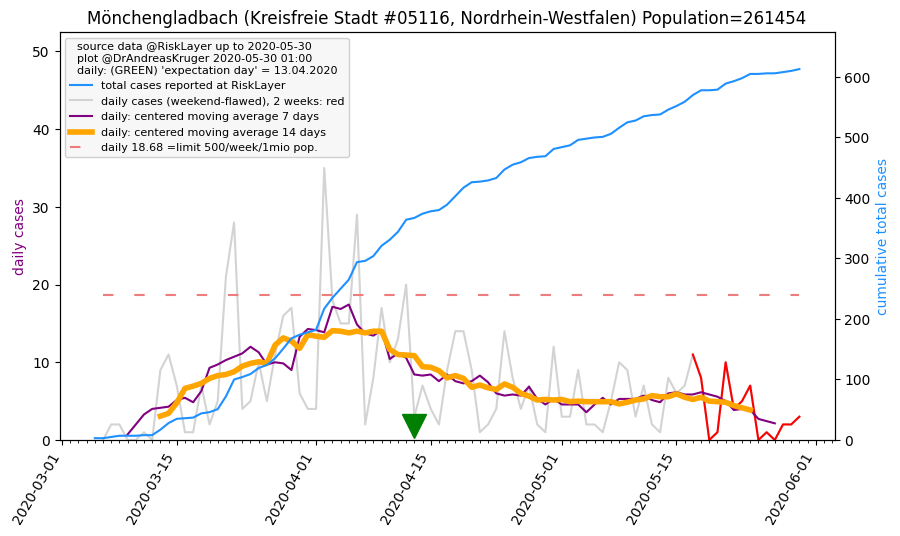 Mönchengladbach (Kreisfreie Stadt #05116, Nordrhein-Westfalen) Population=261454
source data @RiskLayer up to 2020-05-30
plot @DrAndreasKruger 2020-05-30 01:00
daily: (GREEN) 'expectation day' = 13.04.2020
total cases reported at RiskLayer
daily cases (weekend-flawed), 2 weeks: red
daily: centered moving average 7 days
daily: centered moving average 14 days
daily 18.68 =limit 500/week/1mio pop.
daily cases
50
40
30
20
10
0
cumulative total cases
600
500
400
300
200
100
0
2020-03-01
2020-03-15
2020-04-01
2020-04-15
2020-05-01
2020-05-15
2020-06-01